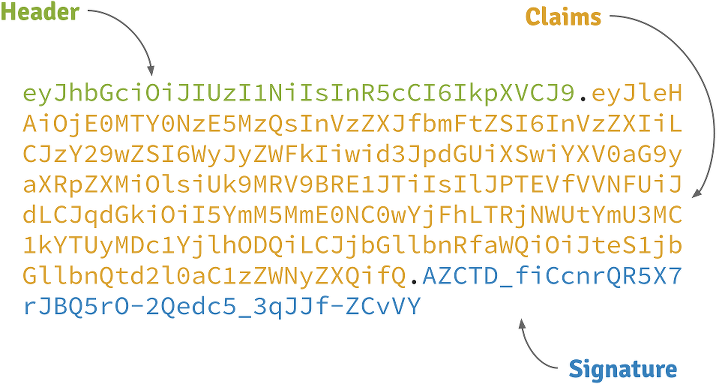 Header
Claims
eyJhbGciOiJIUzI1NiIsInR5cCI6IkpXVCJ9.eyJleH
AiOjE0MTY0NzE5MzQsInVzZXJfbmFtZSI6InVzZXIiL
CJzY29wZSI6WyJyZWFkIiwid3JpdGUiXSwiYXV0aG9y
aXRpZXMiOlsiUk9MRV9BRE1JTiIsIlJPTEVfVVNFUiJ
dLCJqdGkiOiI5YmM5MmE0NC0wYjFhLTRjNWUtYmU3MC
1kYTUyMDc1YjlhODQiLCJjbGllbnRfaWQiOiJteS1jb
GllbnQtd2l0aC1zZWNyZXQifQ.AZCTD_fiCcnrQR5X7
rJBQ5rO-2Qedc5_3qJJf-ZCvVY
Signature